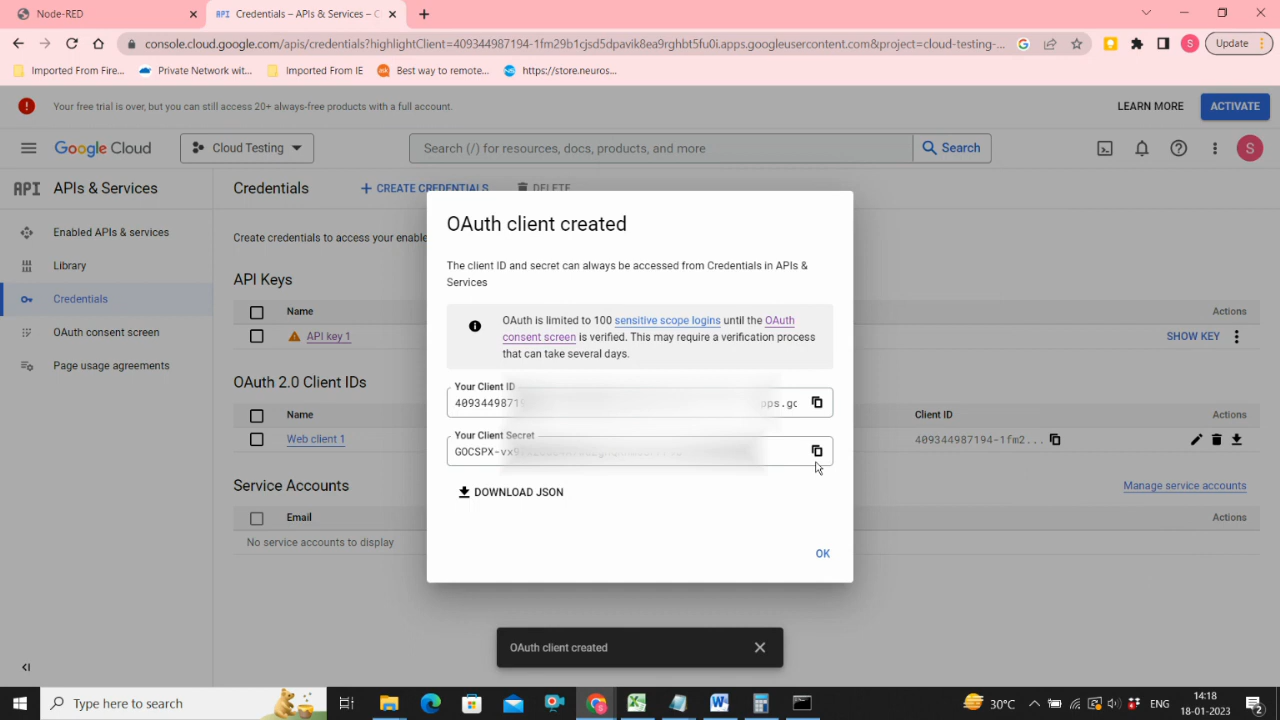 Node-RED
API Credentials – APIs & Services – C
console.cloud.google.com/apis/credentials?highlightClient=409344987194-1fm29b1cjsd5dpavik8ea9rghbt5fu0i.apps.googleusercontent.com&project=cloud-testing-...
S Update
Imported From Fire... Private Network wit... Imported From IE ask Best way to remote... NS https://store.neuros...
Your free trial is over, but you can still access 20+ always-free products with a full account. LEARN MORE ACTIVATE
Google Cloud Cloud Testing Search (/) for resources, docs, products, and more Search S
API APIs & Services Credentials + CREATE CREDENTIALS DELETE
Enabled APIs & services
Library
Credentials
OAuth consent screen
Page usage agreements
Create credentials to access your enable
API Keys
Name Actions
API key 1 SHOW KEY
OAuth 2.0 Client IDs
Name Client ID Actions
Web client 1 409344987194-1fm2...
Service Accounts Manage service accounts
Email Actions
No service accounts to display
OAuth client created
The client ID and secret can always be accessed from Credentials in APIs &
Services
OAuth is limited to 100 sensitive scope logins until the OAuth
consent screen is verified. This may require a verification process
that can take several days.
Your Client ID
40934498719 pps.gc
Your Client Secret
GOCSPX-vx
DOWNLOAD JSON
OK
OAuth client created
Type here to search 30°C ENG 14:18
18-01-2023 2